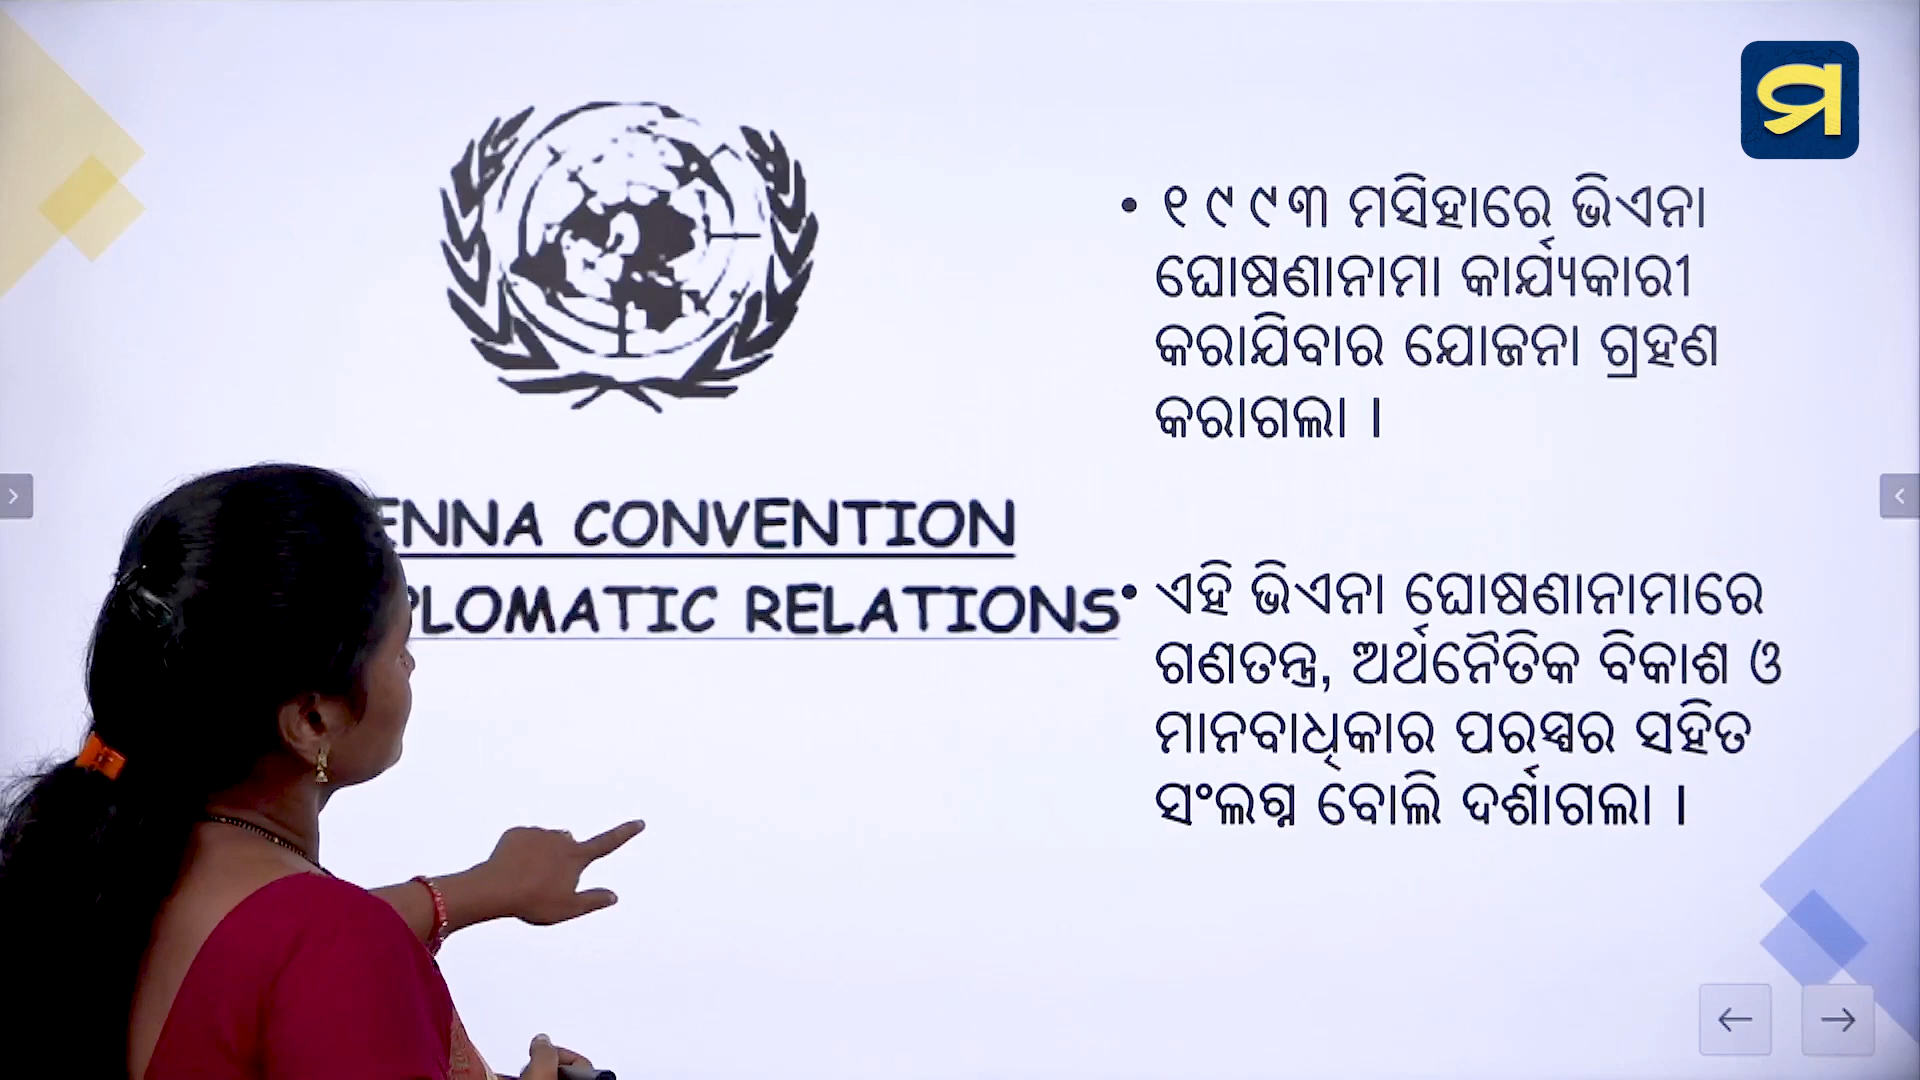 ମ
ENNA CONVENTION
PLOMATIC RELATIONS
• ୧୯୯୩ ମସିହାରେ ଭିଏନା
ଘୋଷଣାନାମା କାର୍ଯ୍ୟକାରୀ
କରାଯିବାର ଯୋଜନା ଗ୍ରହଣ
କରାଗଲା ।
• ଏହି ଭିଏନା ଘୋଷଣାନାମାରେ
ଗଣତନ୍ତ୍ର, ଅର୍ଥନୈତିକ ବିକାଶ ଓ
ମାନବାଧିକାର ପରସ୍ପର ସହିତ
ସଂଲଗ୍ନ ବୋଲି ଦର୍ଶାଗଲା ।